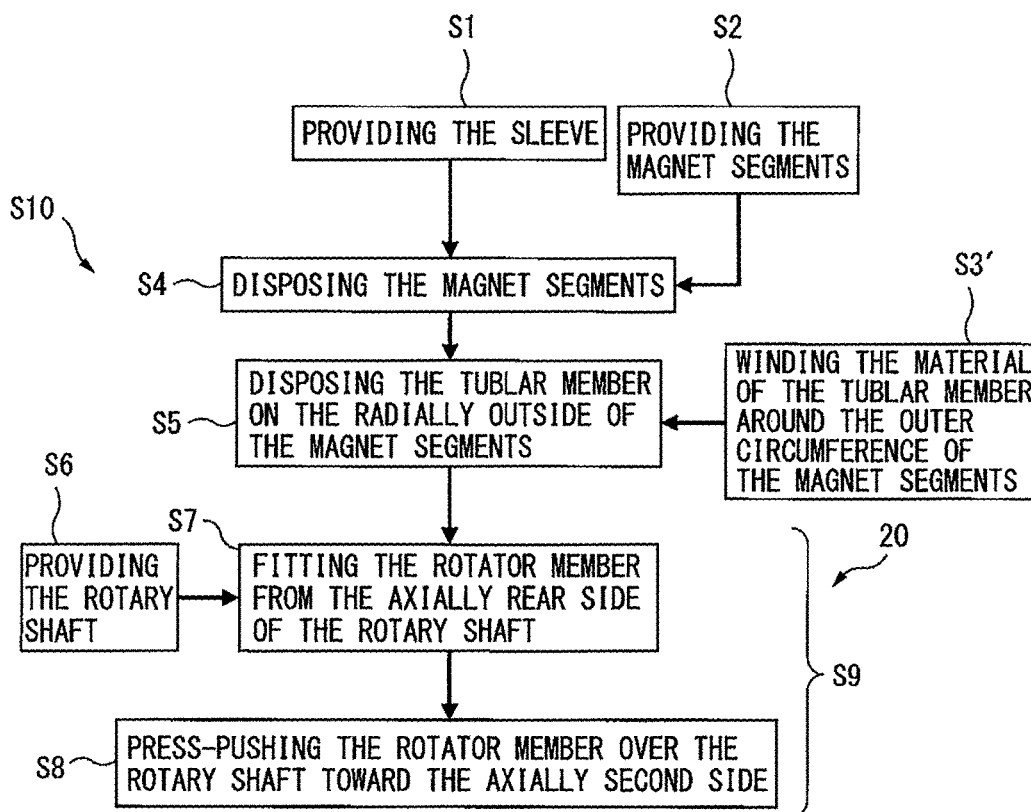 S1
S2
PROVIDING THE SLEEVE
PROVIDING THE
MAGNET SEGMENTS
S10
S4
DISPOSING THE MAGNET SEGMENTS
S3′
DISPOSING THE TUBLAR MEMBER
ON THE RADIALLY OUTSIDE OF
THE MAGNET SEGMENTS
S5
WINDING THE MATERIAL
OF THE TUBLAR MEMBER
AROUND THE OUTER
CIRCUMFERENCE OF
THE MAGNET SEGMENTS
S6
S7
PROVIDING
THE ROTARY
SHAFT
FITTING THE ROTATOR MEMBER
FROM THE AXIALLY REAR SIDE
OF THE ROTARY SHAFT
20
S9
S8
PRESS-PUSHING THE ROTATOR MEMBER OVER THE
ROTARY SHAFT TOWARD THE AXIALLY SECOND SIDE